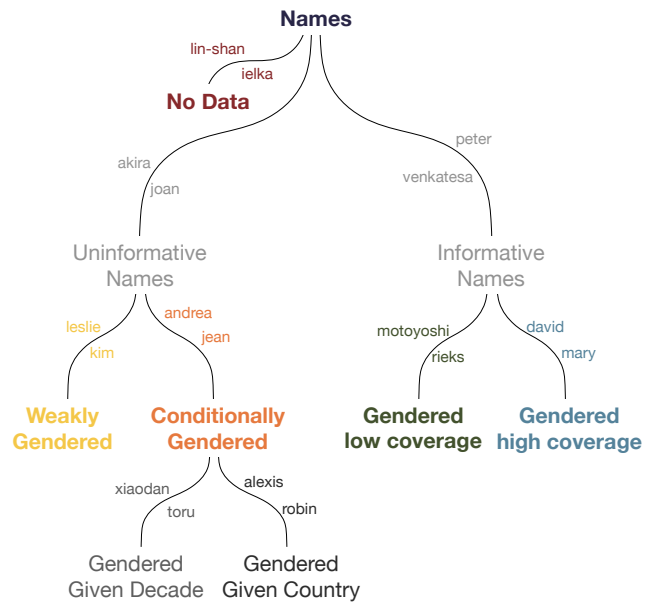 Names
lin-shan
ielka
No Data
peter
akira
venkatesa
joan
Uninformative
Names
Informative
Names
andrea
leslie
david
motoyoshi
jean
kim
mary
rieks
Weakly
Gendered
Conditionally
Gendered
Gendered
low coverage
Gendered
high coverage
alexis
xiaodan
robin
toru
Gendered
Given Decade
Gendered
Given Country